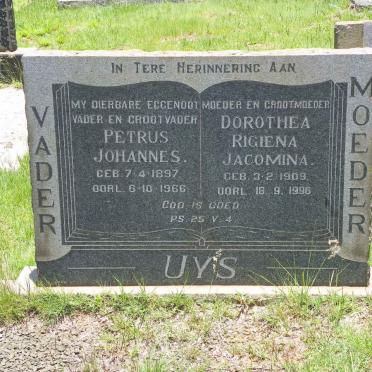 In Tere Herinnering Aan
VADER
MY DIERBARE EGGENOOT
VADER EN GROOTVADER
PETRUS
JOHANNES.
GEB. 7-4-1897.
OORL. 6-10-1966
MOEDER EN GROOTMOEDER
DOROTHEA
RIGIENA
JACOMINA.
GEB. 3-2-1909.
OORL. 18-9-1996
GOD IS GOED
PS. 25 V. 4
MOEDER
UYS